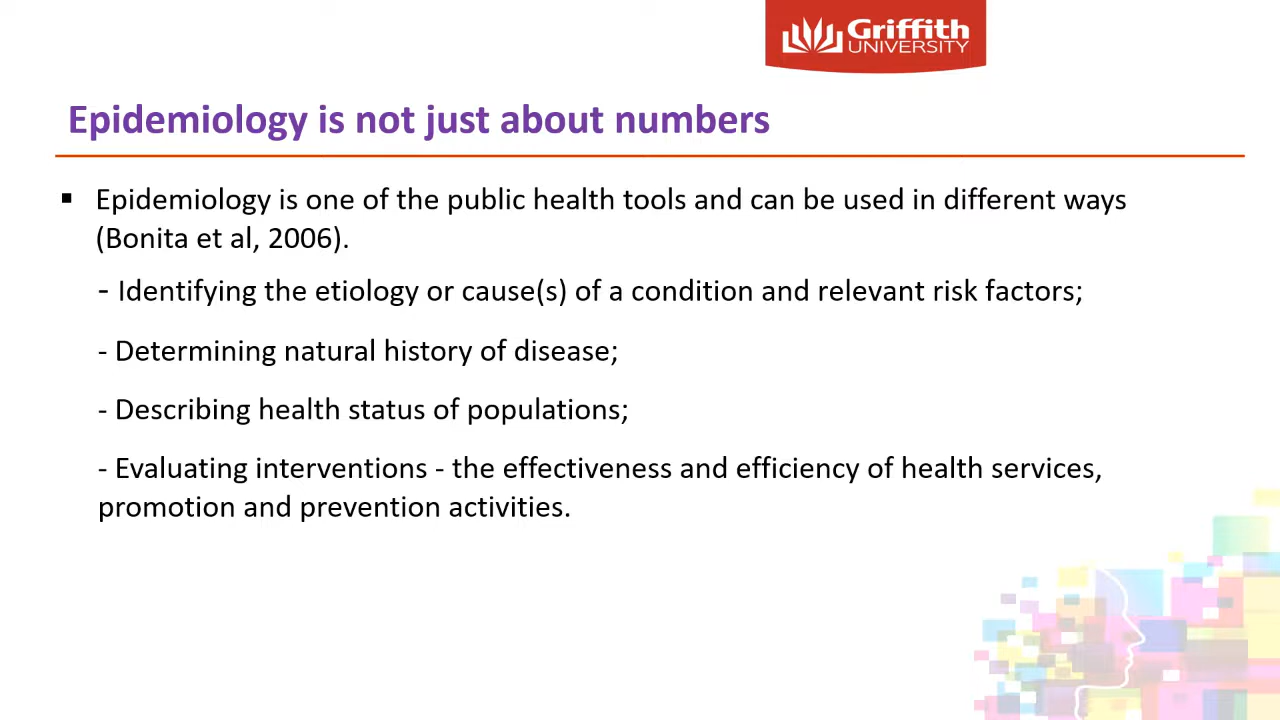 Griffith
UNIVERSITY
Epidemiology is not just about numbers
▪ Epidemiology is one of the public health tools and can be used in different ways
(Bonita et al, 2006).
- Identifying the etiology or cause(s) of a condition and relevant risk factors;
- Determining natural history of disease;
- Describing health status of populations;
- Evaluating interventions - the effectiveness and efficiency of health services,
promotion and prevention activities.